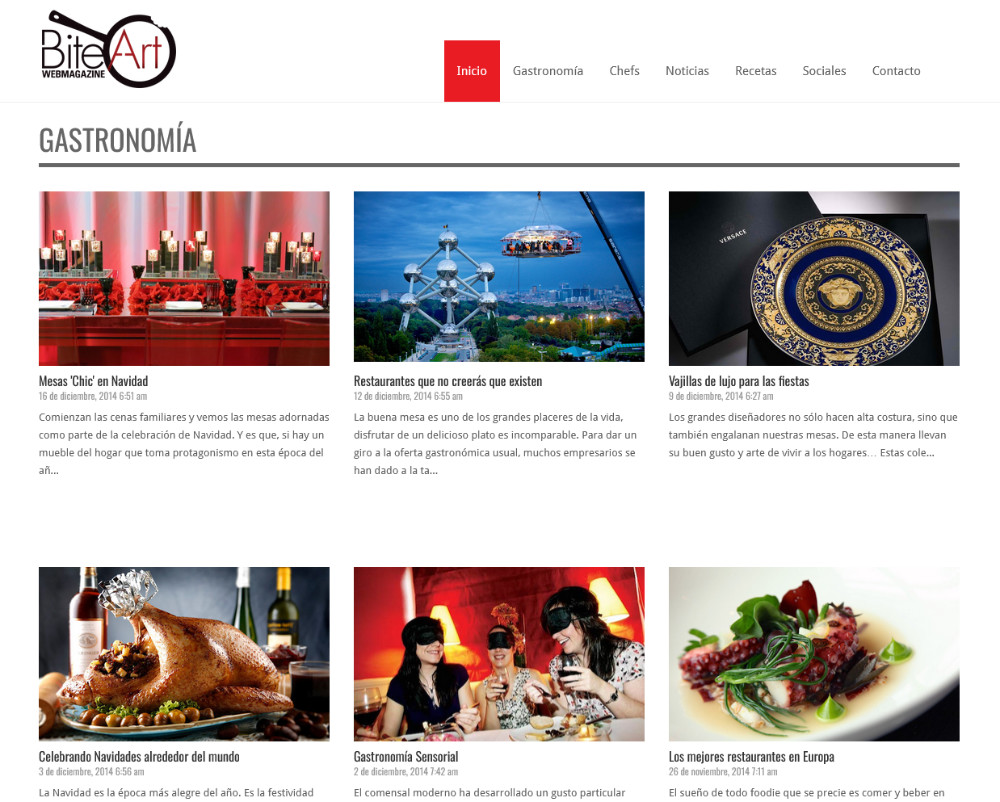 BiteArt
WEBMAGAZINE
Inicio
Gastronomía
Chefs
Noticias
Recetas
Sociales
Contacto
GASTRONOMÍA
VERSACE
Mesas 'Chic' en Navidad
16 de diciembre, 2014 6:51 am
Comienzan las cenas familiares y vemos las mesas adornadas
como parte de la celebración de Navidad. Y es que, si hay un
mueble del hogar que toma protagonismo en esta época del
añ...
Restaurantes que no creerás que existen
12 de diciembre, 2014 6:55 am
La buena mesa es uno de los grandes placeres de la vida,
disfrutar de un delicioso plato es incomparable. Para dar un
giro a la oferta gastronómica usual, muchos empresarios se
han dado a la ta...
Vajillas de lujo para las fiestas
9 de diciembre, 2014 6:27 am
Los grandes diseñadores no sólo hacen alta costura, sino que
también engalanan nuestras mesas. De esta manera llevan
su buen gusto y arte de vivir a los hogares… Estas cole...
Celebrando Navidades alrededor del mundo
3 de diciembre, 2014 6:56 am
La Navidad es la época más alegre del año. Es la festividad
Gastronomía Sensorial
2 de diciembre, 2014 7:42 am
El comensal moderno ha desarrollado un gusto particular
Los mejores restaurantes en Europa
26 de noviembre, 2014 7:11 am
El sueño de todo foodie que se precie es comer y beber en